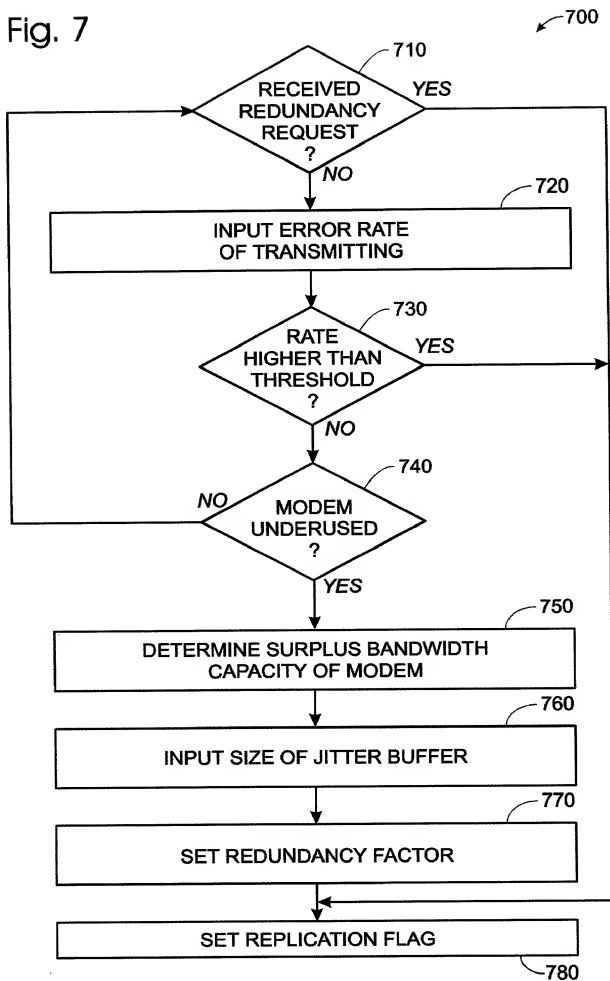 Fig. 7
700
710
RECEIVED
REDUNDANCY
REQUEST
?
YES
NO
720
INPUT ERROR RATE
OF TRANSMITTING
730
RATE
HIGHER THAN
THRESHOLD
?
YES
NO
740
NO
MODEM
UNDERUSED
?
YES
750
DETERMINE SURPLUS BANDWIDTH
CAPACITY OF MODEM
760
INPUT SIZE OF JITTER BUFFER
770
SET REDUNDANCY FACTOR
SET REPLICATION FLAG
780